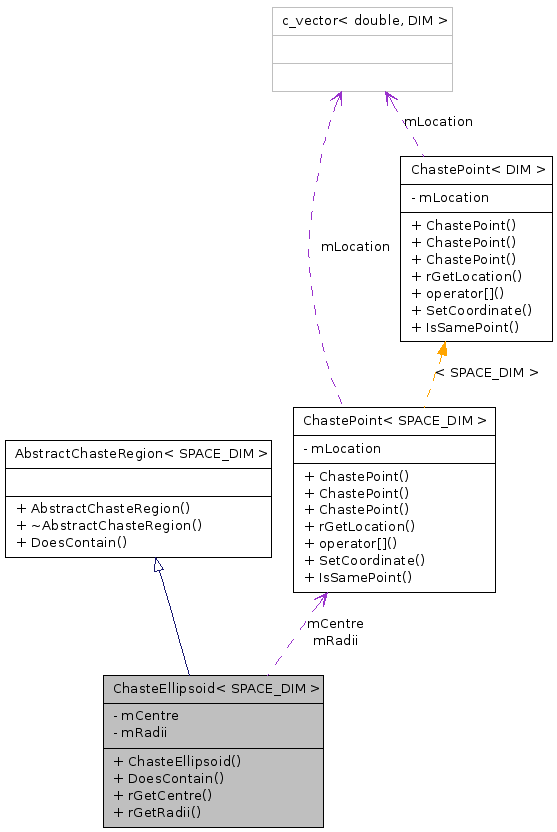 c_vector< double, DIM >
mLocation
ChastePoint< DIM >
- mLocation
+ ChastePoint()
+ ChastePoint()
+ ChastePoint()
+ rGetLocation()
+ operator[]()
+ SetCoordinate()
+ IsSamePoint()
mLocation
< SPACE_DIM >
ChastePoint< SPACE_DIM >
- mLocation
+ ChastePoint()
+ ChastePoint()
+ ChastePoint()
+ rGetLocation()
+ operator[]()
+ SetCoordinate()
+ IsSamePoint()
AbstractChasteRegion< SPACE_DIM >
+ AbstractChasteRegion()
+ ~AbstractChasteRegion()
+ DoesContain()
mCentre
mRadii
ChasteEllipsoid< SPACE_DIM >
- mCentre
- mRadii
+ ChasteEllipsoid()
+ DoesContain()
+ rGetCentre()
+ rGetRadii()